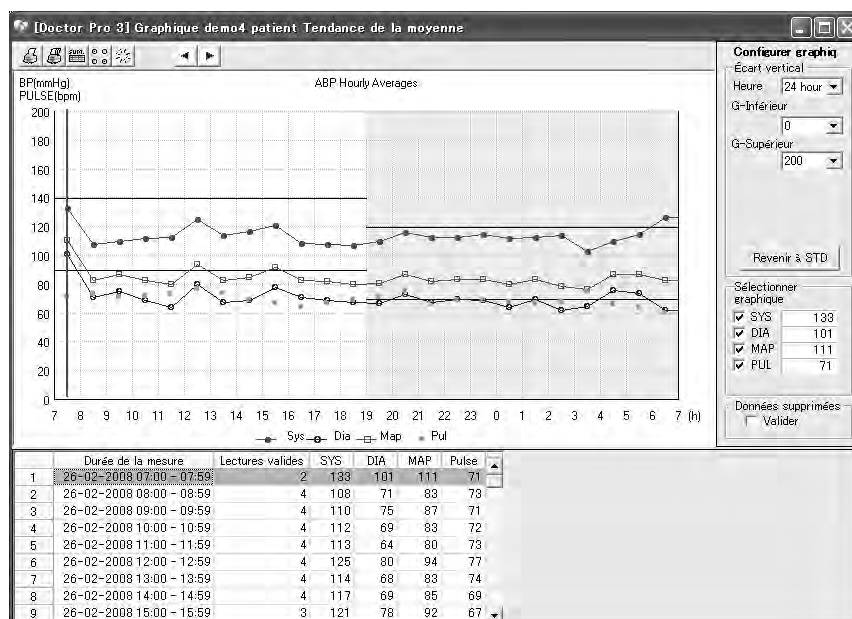 [Doctor Pro 3] Graphique demo4 patient Tendance de la moyenne
SUM.
BP(mmHg)
PULSE(bpm)
ABP Hourly Averages
200
180
160
140
120
100
80
60
40
20
0
7 8 9 10 11 12 13 14 15 16 17 18 19 20 21 22 23 0 1 2 3 4 5 6 7 (h)
Sys Dia Map Pul
Configurer graphiq
Écart vertical
Heure 24 hour
G-Inférieur
0
G-Supérieur
200
Revenir à STD
Sélectionner
graphique
SYS 133
DIA 101
MAP 111
PUL 71
Données supprimées
Valider
Durée de la mesure Lectures valides SYS DIA MAP Pulse
1 26-02-2008 07:00 - 07:59 2 133 101 111 71
2 26-02-2008 08:00 - 08:59 4 108 71 83 73
3 26-02-2008 09:00 - 09:59 4 110 75 87 71
4 26-02-2008 10:00 - 10:59 4 112 69 83 72
5 26-02-2008 11:00 - 11:59 4 113 64 80 73
6 26-02-2008 12:00 - 12:59 4 125 80 94 77
7 26-02-2008 13:00 - 13:59 4 114 68 83 74
8 26-02-2008 14:00 - 14:59 4 117 69 85 69
9 26-02-2008 15:00 - 15:59 3 121 78 92 67